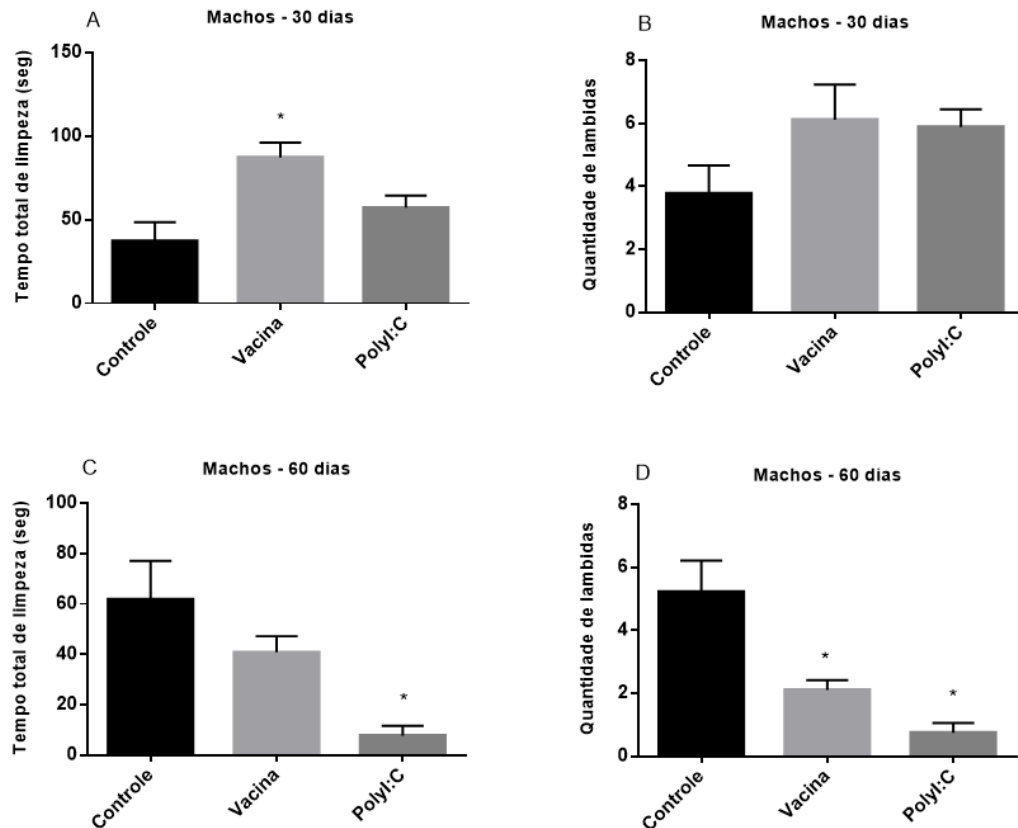 A
Machos - 30 dias
Tempo total de limpeza (seg)
150
100
50
0
*
Controle
Vacina
PolyI:C
B
Machos - 30 dias
Quantidade de lambidas
8
6
4
2
0
Controle
Vacina
PolyI:C
C
Machos - 60 dias
Tempo total de limpeza (seg)
100
80
60
40
20
0
*
Controle
Vacina
PolyI:C
D
Machos - 60 dias
Quantidade de lambidas
8
6
4
2
0
*
*
Controle
Vacina
PolyI:C